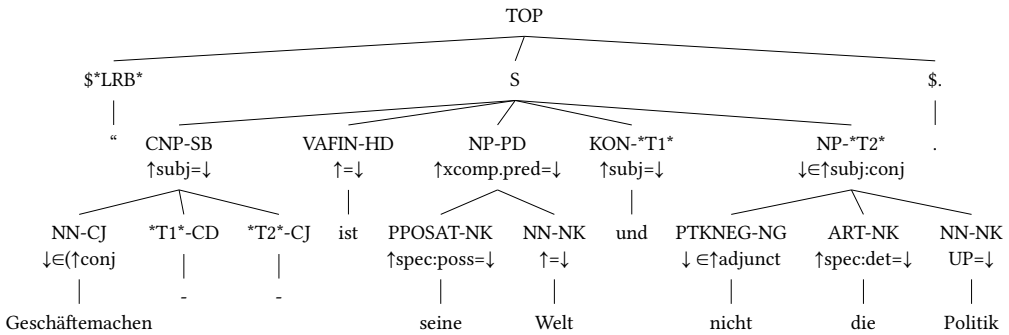 TOP
$*LRB* S $.
“ CNP-SB VAFIN-HD NP-PD KON-*T1* NP-*T2* .
↑subj=↓ ↑=↓ ↑xcomp.pred=↓ ↑subj=↓ ↓∈↑subj:conj
NN-CJ *T1*-CD *T2*-CJ ist PPOSAT-NK NN-NK und PTKNEG-NG ART-NK NN-NK
↓∈(↑conj ↑spec:poss=↓ ↑=↓ ↓ ∈↑adjunct ↑spec:det=↓ UP=↓
- -
Geschäftemachen seine Welt nicht die Politik